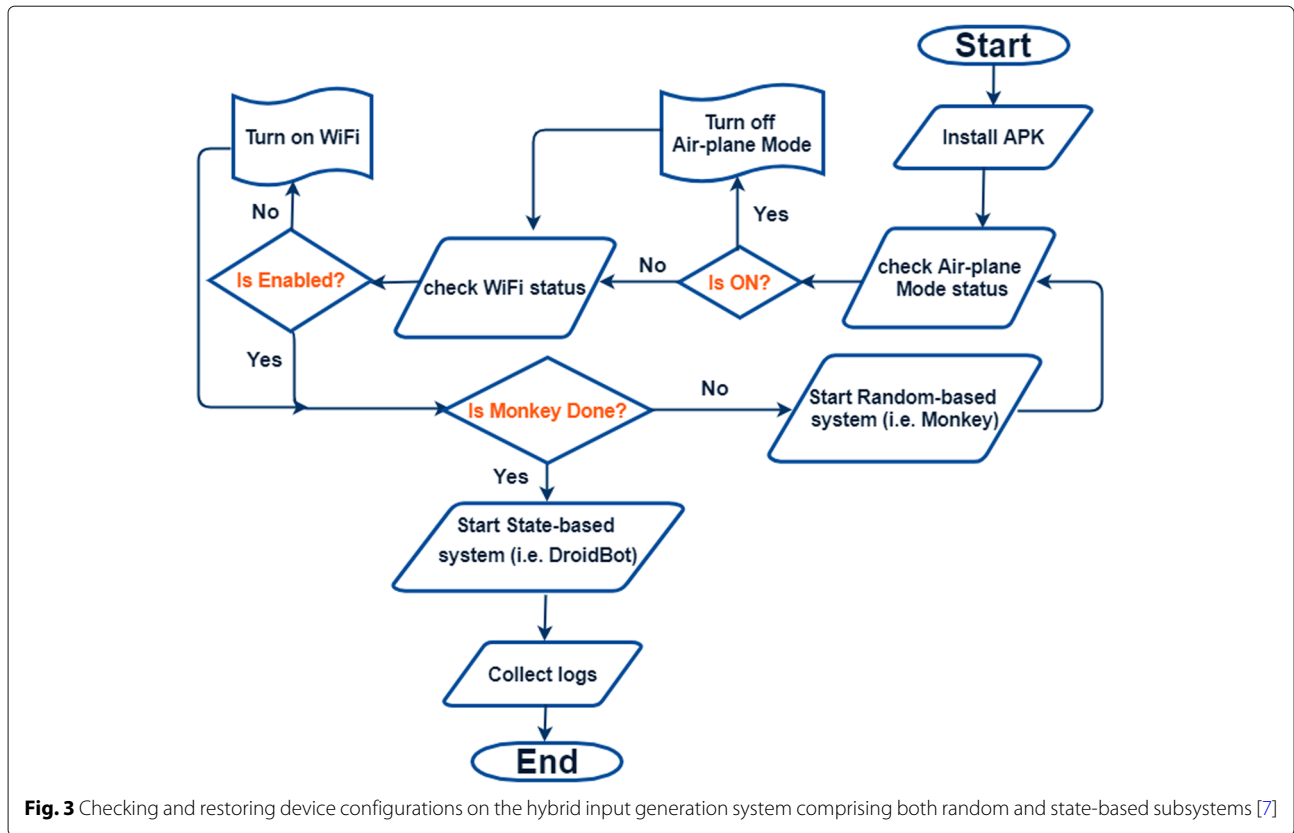 Start
Install APK
check Air-plane
Mode status
Is ON?
Yes
Turn off
Air-plane Mode
No
check WiFi status
Is Enabled?
No
Turn on WiFi
Yes
Is Monkey Done?
No
Start Random-based
system (i.e. Monkey)
Yes
Start State-based
system (i.e. DroidBot)
Collect logs
End
Fig. 3 Checking and restoring device configurations on the hybrid input generation system comprising both random and state-based subsystems [7]